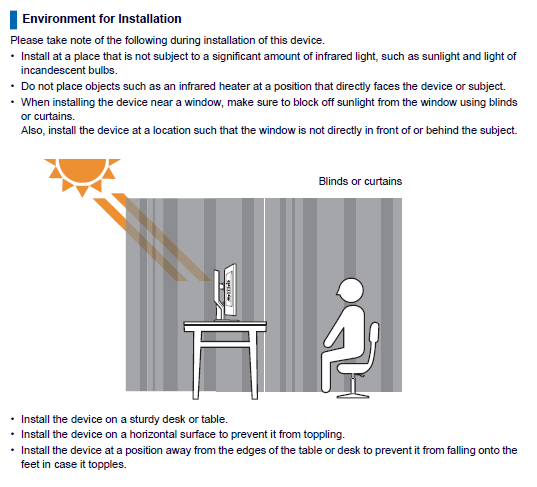 Environment for Installation
Please take note of the following during installation of this device.
• Install at a place that is not subject to a significant amount of infrared light, such as sunlight and light of
incandescent bulbs.
• Do not place objects such as an infrared heater at a position that directly faces the device or subject.
• When installing the device near a window, make sure to block off sunlight from the window using blinds
or curtains.
Also, install the device at a location such that the window is not directly in front of or behind the subject.
Blinds or curtains
• Install the device on a sturdy desk or table.
• Install the device on a horizontal surface to prevent it from toppling.
• Install the device at a position away from the edges of the table or desk to prevent it from falling onto the
feet in case it topples.